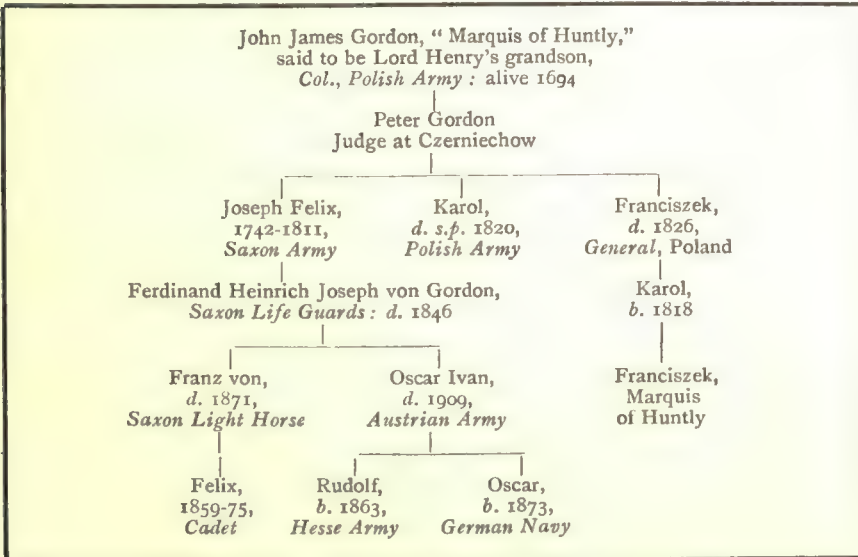 John James Gordon, “ Marquis of Huntly,”
said to be Lord Henry's grandson,
Col., Polish Army : alive 1694
Peter Gordon
Judge at Czerniechow
Joseph Felix,
1742-1811,
Saxon Army
Karol,
d. s.p. 1820,
Polish Army
Franciszek,
d. 1826,
General, Poland
Ferdinand Heinrich Joseph von Gordon,
Saxon Life Guards : d. 1846
Karol,
b. 1818
Franz von,
d. 1871,
Saxon Light Horse
Oscar Ivan,
d. 1909,
Austrian Army
Franciszek,
Marquis
of Huntly
Felix,
1859-75,
Cadet
Rudolf,
b. 1863,
Hesse Army
Oscar,
b. 1873,
German Navy